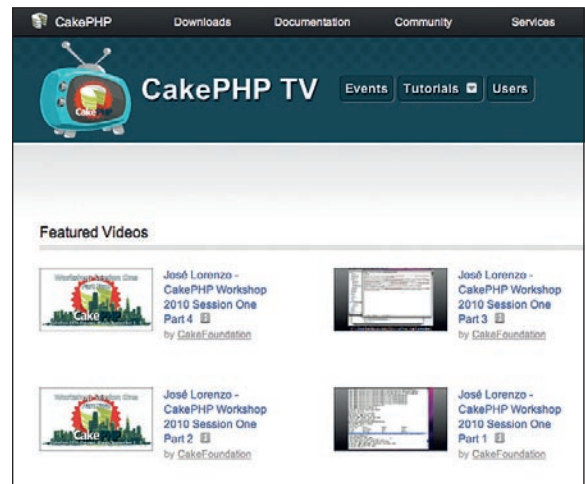 CakePHP Downloads Documentation Community Services
CakePHP TV Events Tutorials Users
Featured Videos
José Lorenzo -
CakePHP Workshop
2010 Session One
Part 4
by CakeFoundation
José Lorenzo -
CakePHP Workshop
2010 Session One
Part 3
by CakeFoundation
José Lorenzo -
CakePHP Workshop
2010 Session One
Part 2
by CakeFoundation
José Lorenzo -
CakePHP Workshop
2010 Session One
Part 1
by CakeFoundation